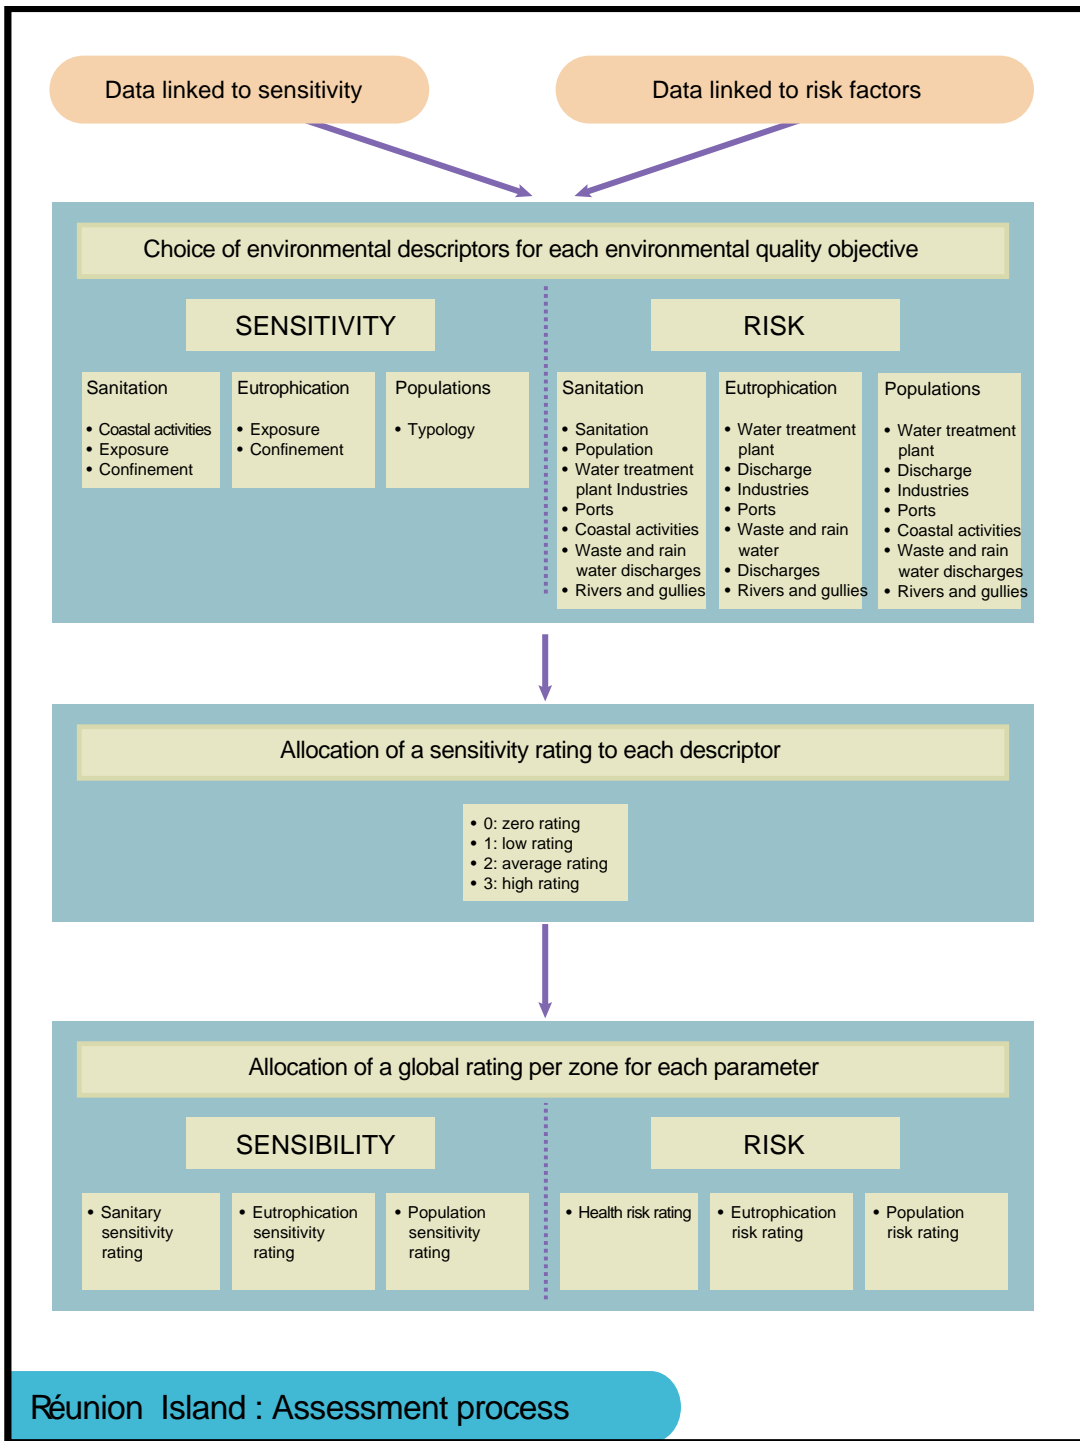 Data linked to sensitivity
Data linked to risk factors
Choice of environmental descriptors for each environmental quality objective
SENSITIVITY
Sanitation
• Coastal activities
• Exposure
• Confinement
Eutrophication
• Exposure
• Confinement
Populations
• Typology
RISK
Sanitation
• Sanitation
• Population
• Water treatment
plant Industries
• Ports
• Coastal activities
• Waste and rain
water discharges
• Rivers and gullies
Eutrophication
• Water treatment
plant
• Discharge
• Industries
• Ports
• Waste and rain
water
• Discharges
• Rivers and gullies
Populations
• Water treatment
plant
• Discharge
• Industries
• Ports
• Coastal activities
• Waste and rain
water discharges
• Rivers and gullies
Allocation of a sensitivity rating to each descriptor
• 0: zero rating
• 1: low rating
• 2: average rating
• 3: high rating
Allocation of a global rating per zone for each parameter
SENSIBILITY
• Sanitary
sensitivity
rating
• Eutrophication
sensitivity
rating
• Population
sensitivity
rating
RISK
• Health risk rating
• Eutrophication
risk rating
• Population
risk rating
Réunion Island : Assessment process